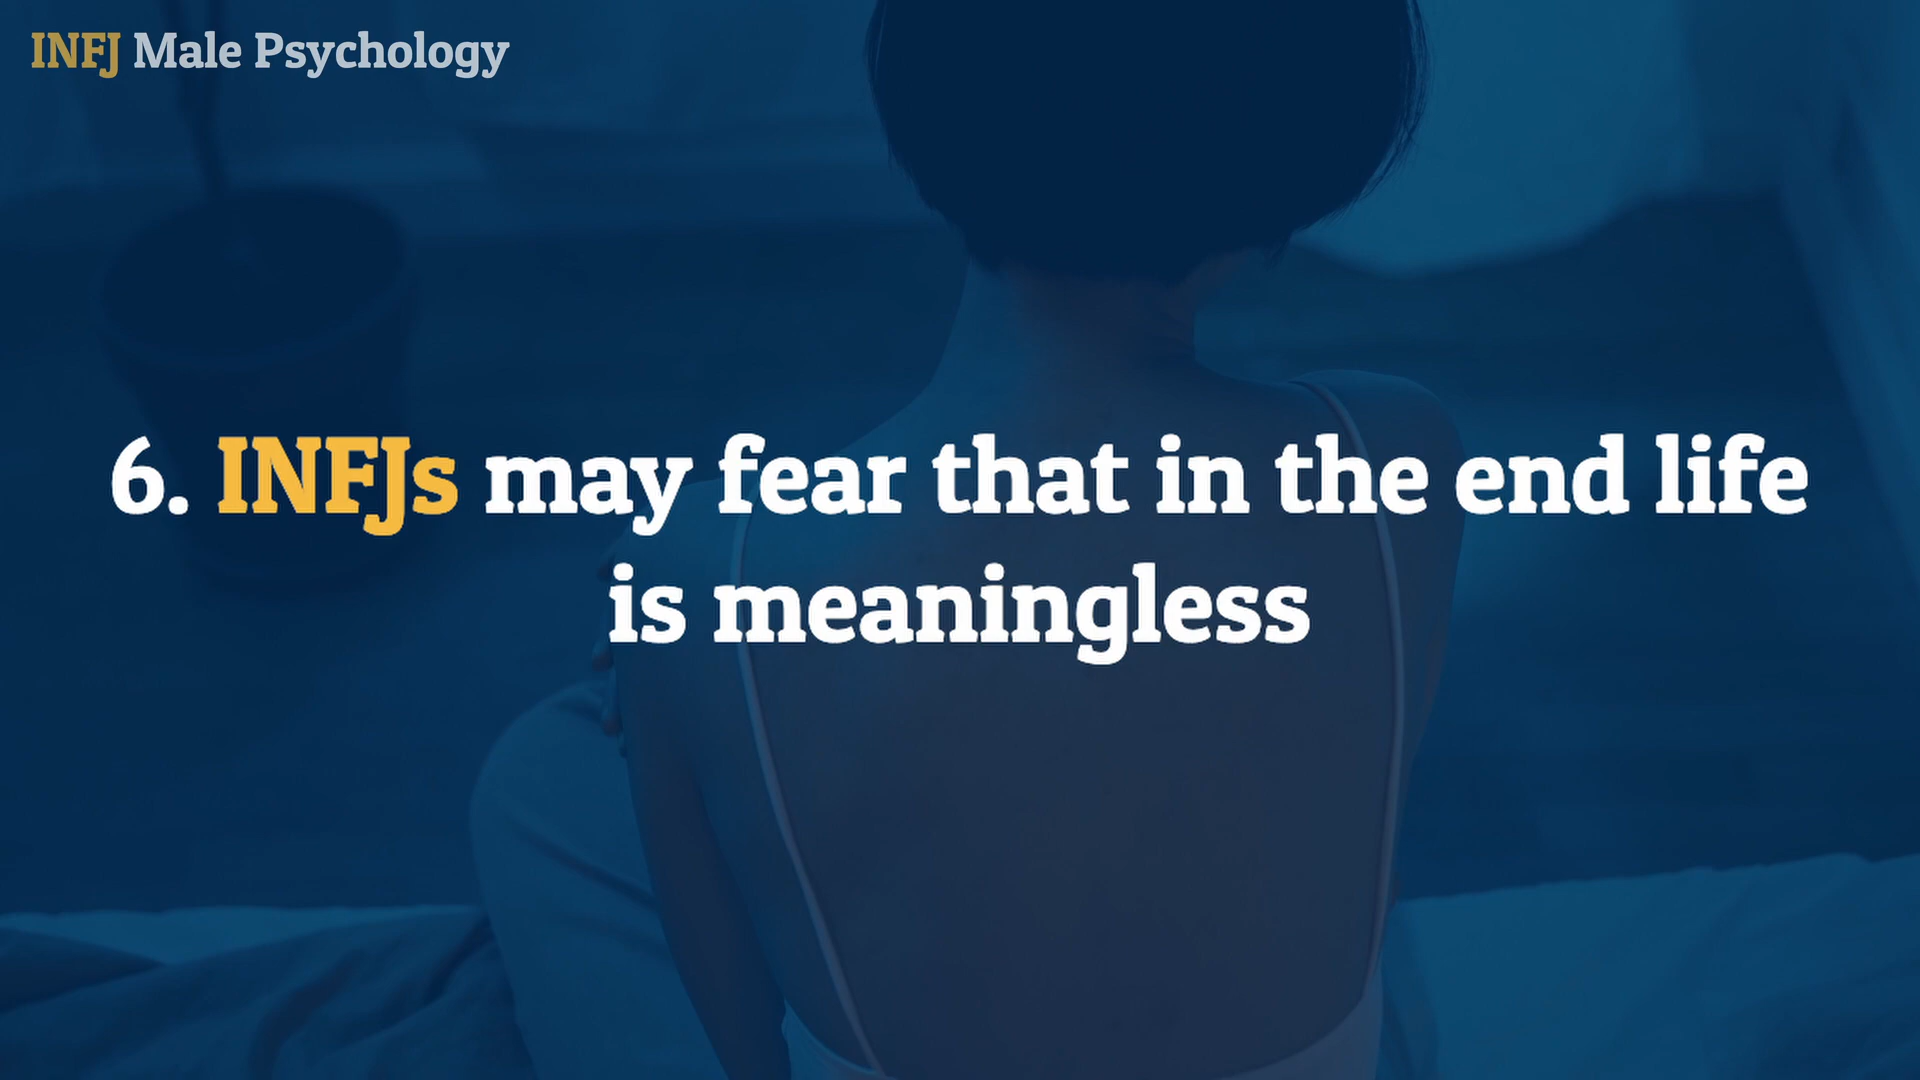 INFJ Male Psychology
6. INFJs may fear that in the end life
is meaningless